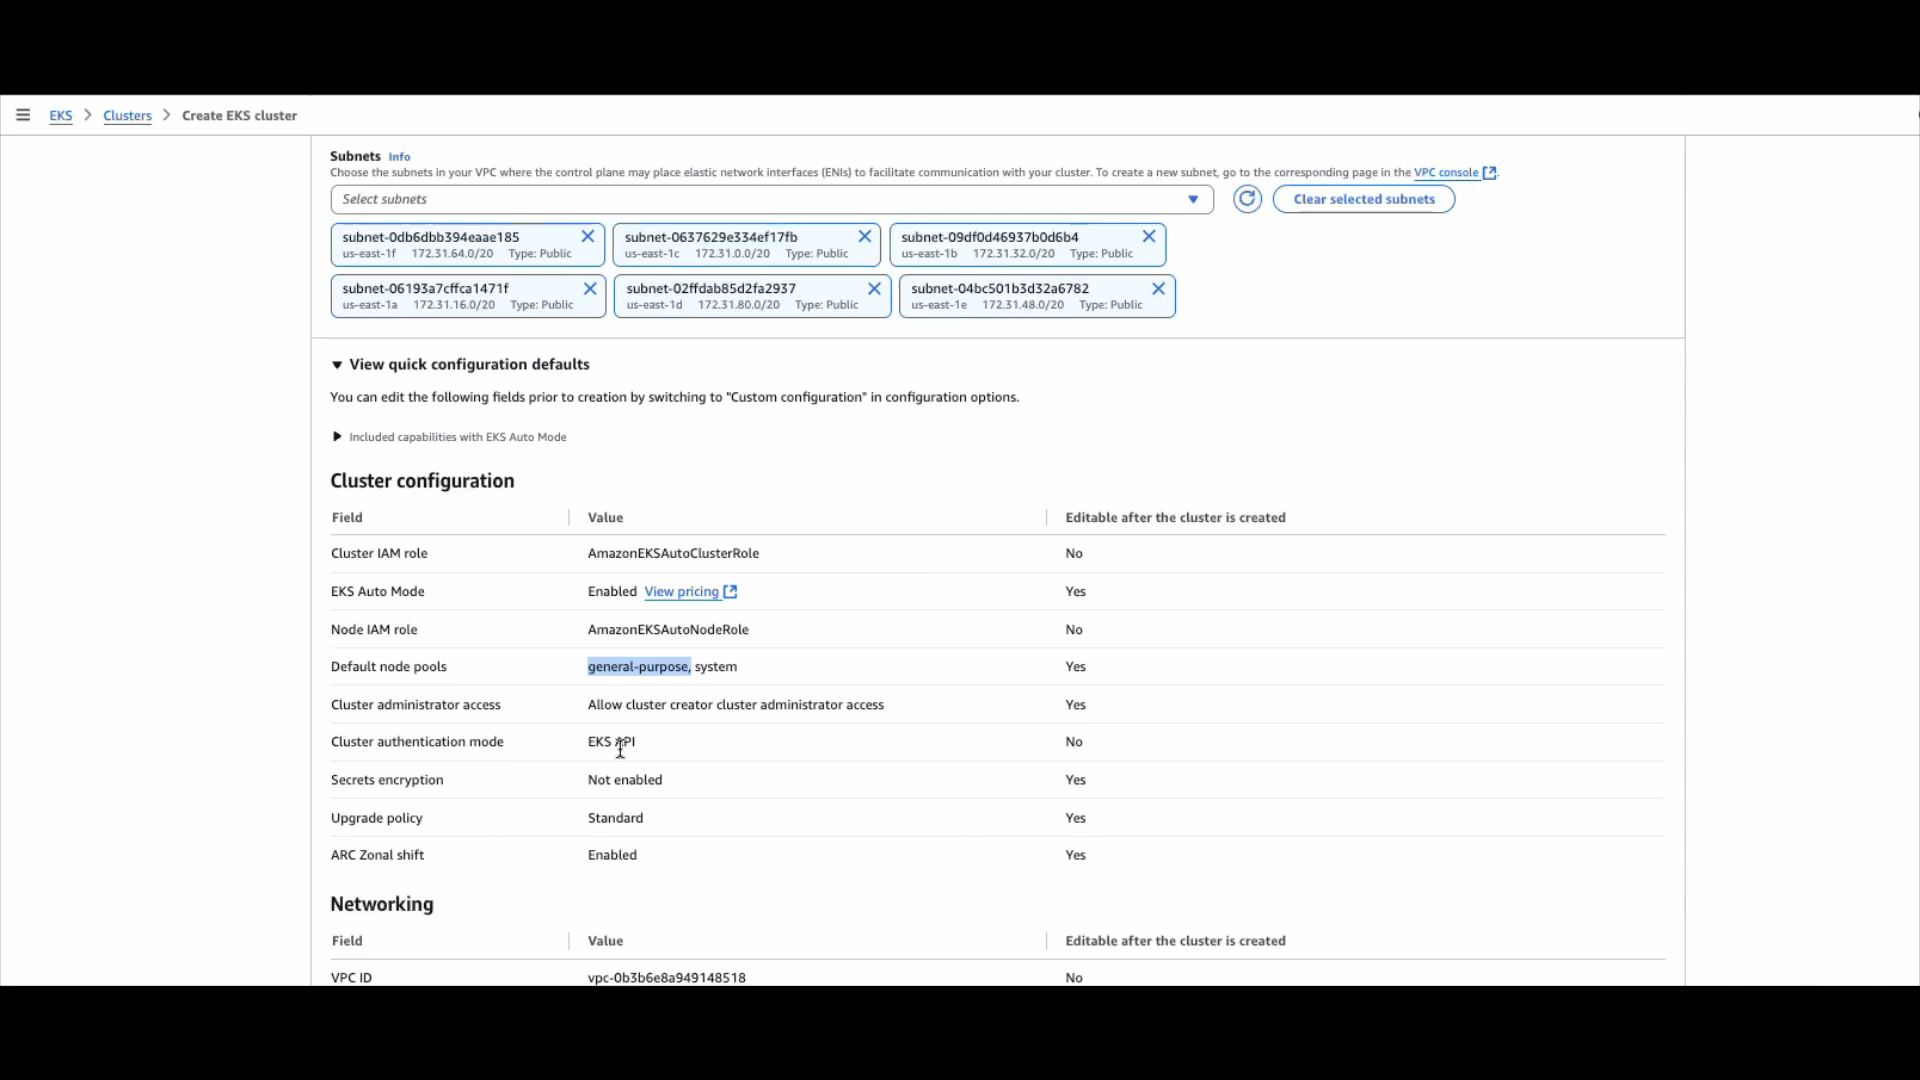 EKS > Clusters > Create EKS cluster
Subnets Info
Choose the subnets in your VPC where the control plane may place elastic network interfaces (ENIs) to facilitate communication with your cluster. To create a new subnet, go to the corresponding page in the VPC console.
Select subnets Clear selected subnets
subnet-0db6dbb394eaae185 subnet-0637629e334ef17fb subnet-09df0d46937b0d6b4
us-east-1f 172.31.64.0/20 Type: Public us-east-1c 172.31.0.0/20 Type: Public us-east-1b 172.31.32.0/20 Type: Public
subnet-06193a7cffca1471f subnet-02ffdab85d2fa2937 subnet-04bc501b3d32a6782
us-east-1a 172.31.16.0/20 Type: Public us-east-1d 172.31.80.0/20 Type: Public us-east-1e 172.31.48.0/20 Type: Public
View quick configuration defaults
You can edit the following fields prior to creation by switching to "Custom configuration" in configuration options.
Included capabilities with EKS Auto Mode
Cluster configuration
Field Value Editable after the cluster is created
Cluster IAM role AmazonEKSAutoClusterRole No
EKS Auto Mode Enabled View pricing Yes
Node IAM role AmazonEKSAutoNodeRole No
Default node pools general-purpose, system Yes
Cluster administrator access Allow cluster creator cluster administrator access Yes
Cluster authentication mode EKS API No
Secrets encryption Not enabled Yes
Upgrade policy Standard Yes
ARC Zonal shift Enabled Yes
Networking
Field Value Editable after the cluster is created
VPC ID vpc-0b3b6e8a949148518 No